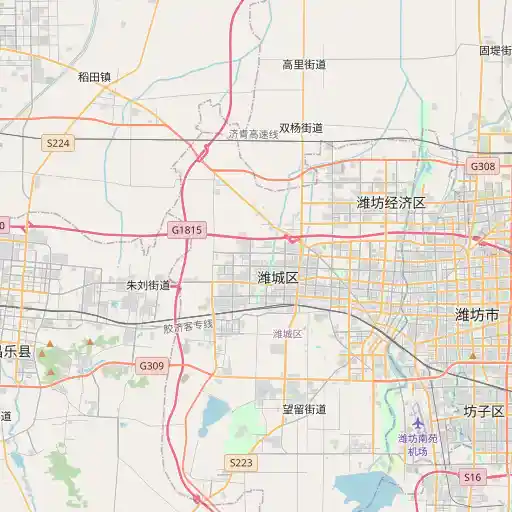 固堤街
高里街道
稻田镇
双杨街道
济青高速线
S224
G308
潍坊经济区
0
G1815
潍城区
朱刘街道
潍坊市
胶济客专线
潍城区
昌乐县
G309
望留街道
坊子区
道
潍坊南苑
机场
S223
S16